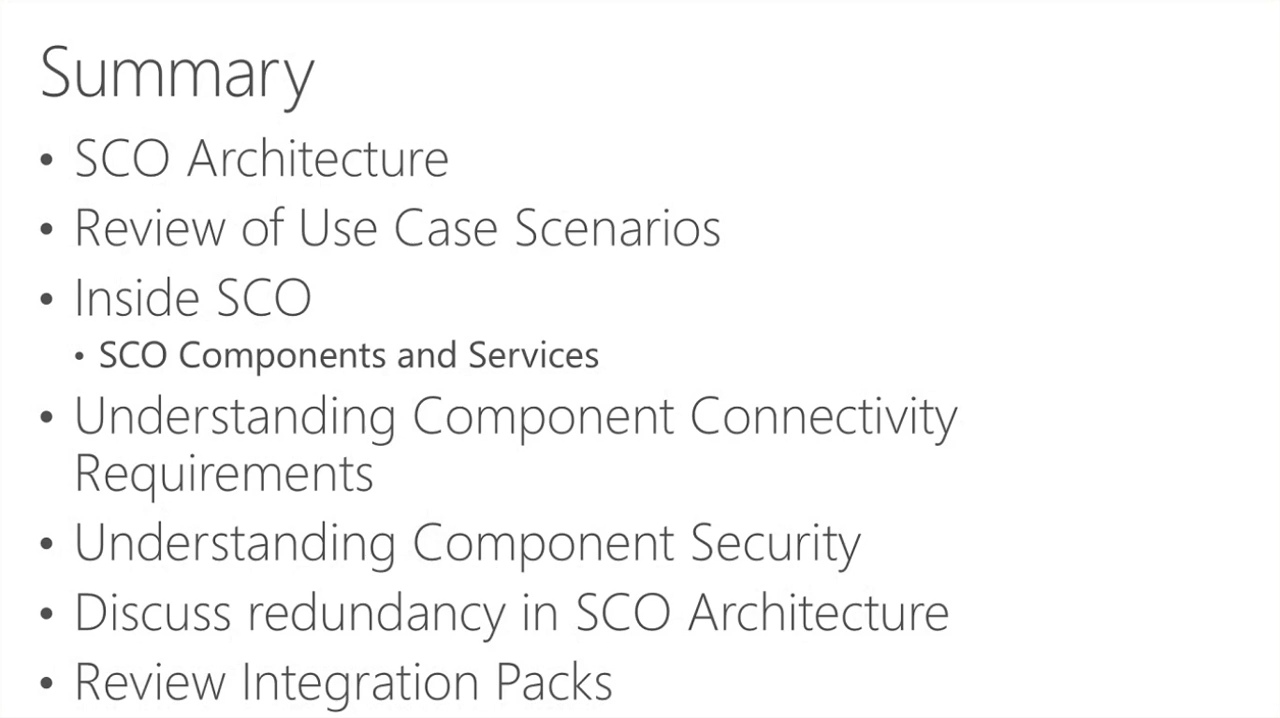 Summary
• SCO Architecture
• Review of Use Case Scenarios
• Inside SCO
• SCO Components and Services
• Understanding Component Connectivity
Requirements
• Understanding Component Security
• Discuss redundancy in SCO Architecture
• Review Integration Packs